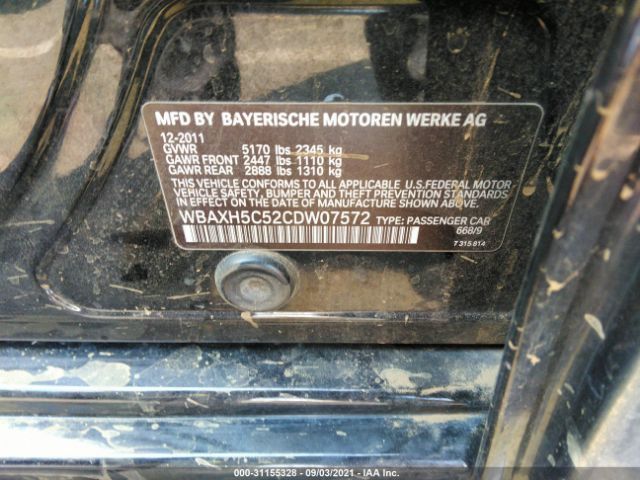 MFD BY BAYERISCHE MOTOREN WERKE AG
12-2011
GVWR 5170 lbs 2345 kg
GAWR FRONT 2447 lbs 1110 kg
GAWR REAR 2888 lbs 1310 kg
THIS VEHICLE CONFORMS TO ALL APPLICABLE U.S.FEDERAL MOTOR
VEHICLE SAFETY, BUMPER, AND THEFT PREVENTION STANDARDS
IN EFFECT ON THE DATE OF MANUFACTURE SHOWN ABOVE.
WBAXH5C52CDW07572 TYPE: PASSENGER CAR
668/9
7 315 814
000-31155328 - 09/03/2021 - IAA Inc.